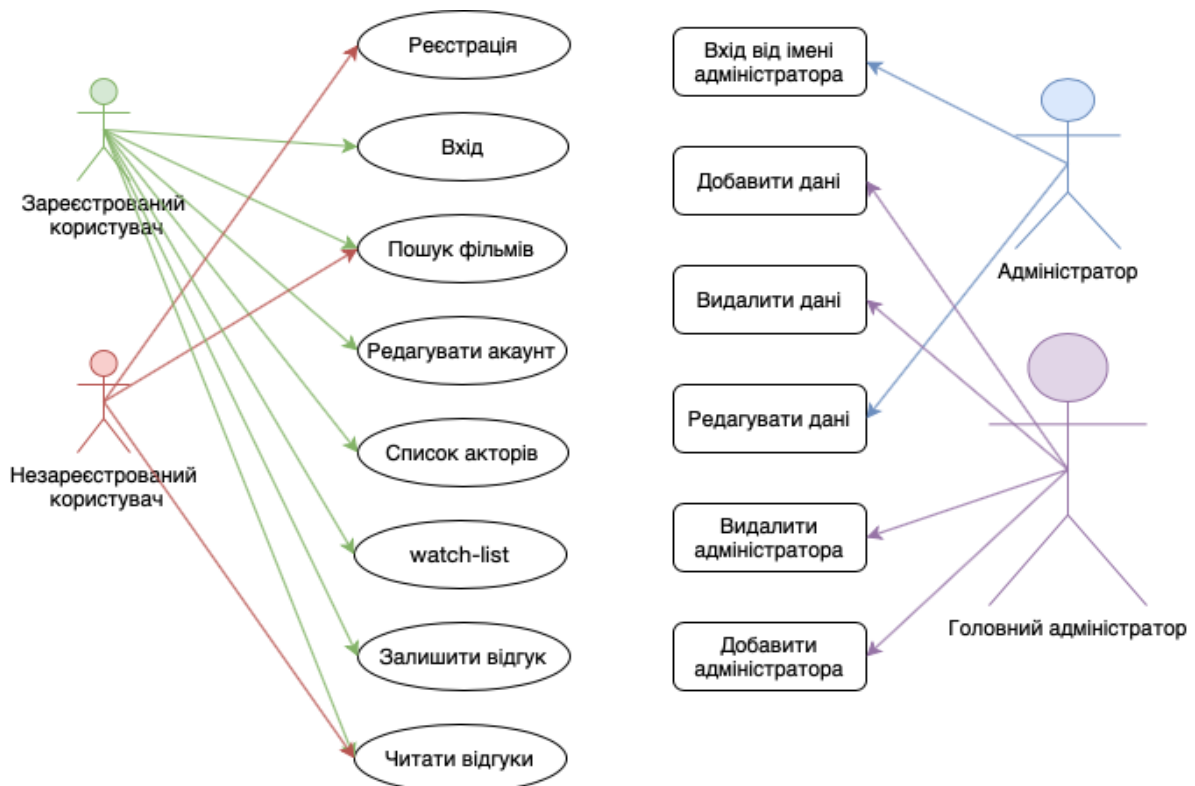 Реєстрація
Вхід
Пошук фільмів
Редагувати акаунт
Список акторів
watch-list
Залишити відгук
Читати відгуки
Зареєстрований
користувач
Незареєстрований
користувач
Вхід від імені
адміністратора
Добавити дані
Видалити дані
Редагувати дані
Видалити
адміністратора
Добавити
адміністратора
Адміністратор
Головний адміністратор